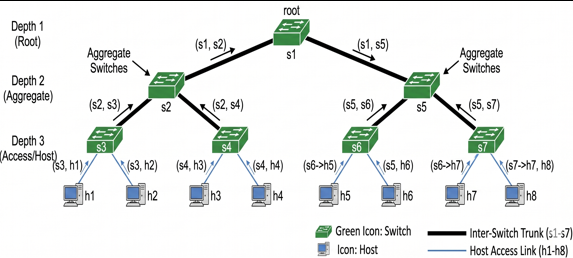 root
Depth 1
(Root)
(s1, s2)
(s1, s5)
s1
Aggregate
Switches
Aggregate
Switches
Depth 2
(Aggregate)
(s2, s3)
s2
(s2, s4)
(s5, s6)
s5
(s5, s7)
Depth 3
(Access/Host)
s3
s4
s6
s7
(s3, h1)
(s3, h2)
(s4, h3)
(s4, h4)
(s6->h5)
(s5, h6)
(s6->h7)
(s7->h7, h8)
h1
h2
h3
h4
h5
h6
h7
h8
Green Icon: Switch
Inter-Switch Trunk (s1-s7)
Icon: Host
Host Access Link (h1-h8)